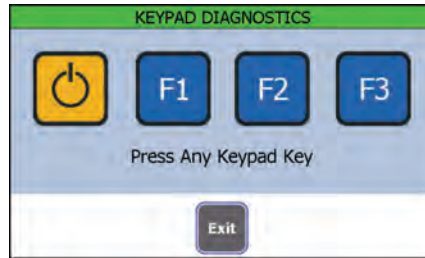 KEYPAD DIAGNOSTICS
F1 F2 F3
Press Any Keypad Key
Exit